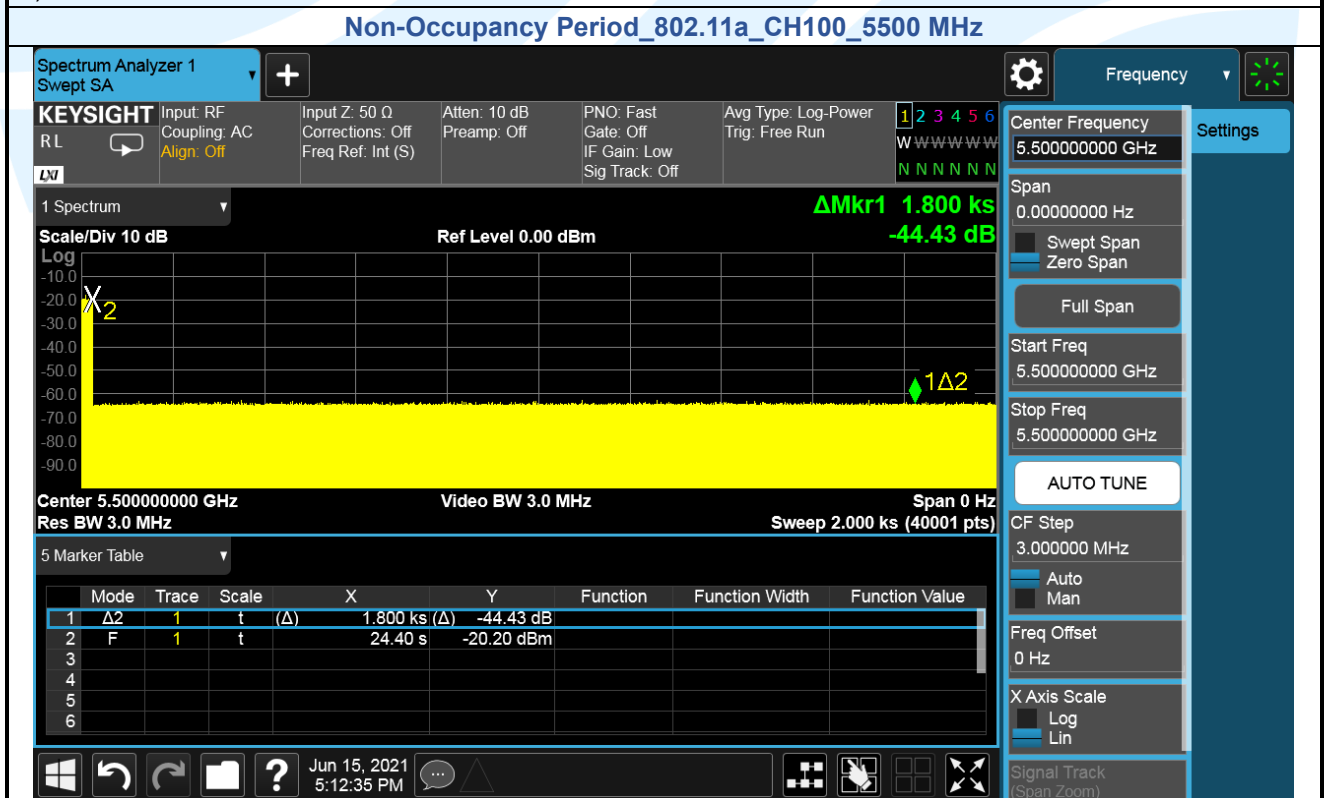 Non-Occupancy Period_802.11a_CH100_5500 MHz
Spectrum Analyzer 1
Swept SA
Frequency
KEYSIGHT
R L
LXI
Input: RF
Coupling: AC
Align: Off
Input Z: 50 Ω
Corrections: Off
Freq Ref: Int (S)
Atten: 10 dB
Preamp: Off
PNO: Fast
Gate: Off
IF Gain: Low
Sig Track: Off
Avg Type: Log-Power
Trig: Free Run
1 2 3 4 5 6
W W W W W W
N N N N N N
1 Spectrum
ΔMkr1 1.800 ks
-44.43 dB
Scale/Div 10 dB
Ref Level 0.00 dBm
Log
-10.0
-20.0
-30.0
-40.0
-50.0
-60.0
-70.0
-80.0
-90.0
X2
1Δ2
Center 5.500000000 GHz
Video BW 3.0 MHz
Span 0 Hz
Res BW 3.0 MHz
Sweep 2.000 ks (40001 pts)
5 Marker Table
Mode Trace Scale X Y Function Function Width Function Value
1 Δ2 1 t (Δ) 1.800 ks (Δ) -44.43 dB
2 F 1 t 24.40 s -20.20 dBm
3
4
5
6
Jun 15, 2021
5:12:35 PM
Center Frequency
5.500000000 GHz
Settings
Span
0.00000000 Hz
Swept Span
Zero Span
Full Span
Start Freq
5.500000000 GHz
Stop Freq
5.500000000 GHz
AUTO TUNE
CF Step
3.000000 MHz
Auto
Man
Freq Offset
0 Hz
X Axis Scale
Log
Lin
Signal Track
(Span Zoom)